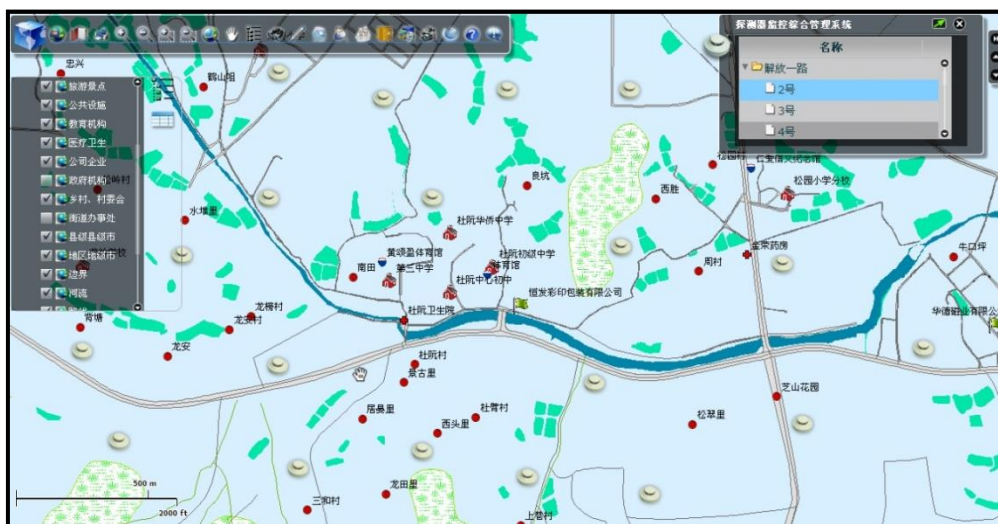 探测器监控综合管理系统
名称
解放一路
2号
3号
4号
忠兴
鹤山咀
旅游景点
公共设施
教育机构
医疗卫生
公司企业
政府机构
乡村、村委会
街道办事处
县级县级市
地区地级市
边界
河流
水堆里
良坑
西胜
松园小学分校
杜阮华侨中学
黄颂盈体育馆
杜阮初级中学
体育馆
南田
第三中学
杜阮中心初中
周村
金荣药房
牛口坪
恒发彩印包装有限公司
龙榜村
龙安村
杜阮卫生院
背塘
龙安
杜阮村
景古里
芝山花园
居鼻里
杜臂村
西头里
松翠里
龙田里
三和村
上巷村
500 m
2000 ft